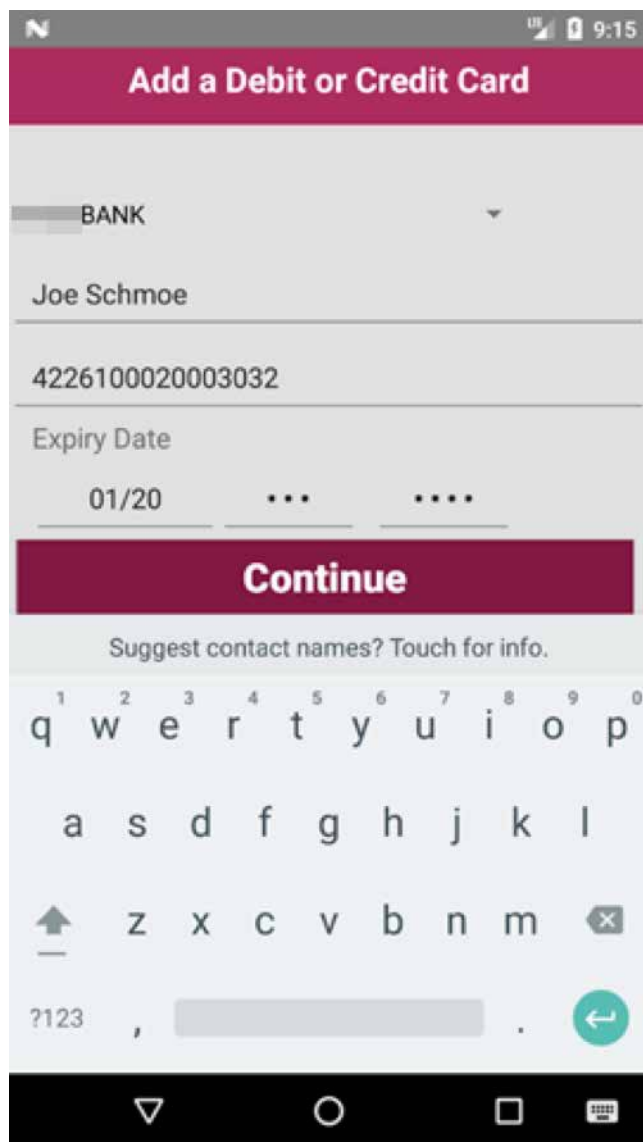 LTE 9:15
Add a Debit or Credit Card
BANK
Joe Schmoe
4226100020003032
Expiry Date
01/20 ••• ••••
Continue
Suggest contact names? Touch for info.
1 2 3 4 5 6 7 8 9 0
q w e r t y u i o p
a s d f g h j k l
z x c v b n m
?123 , .